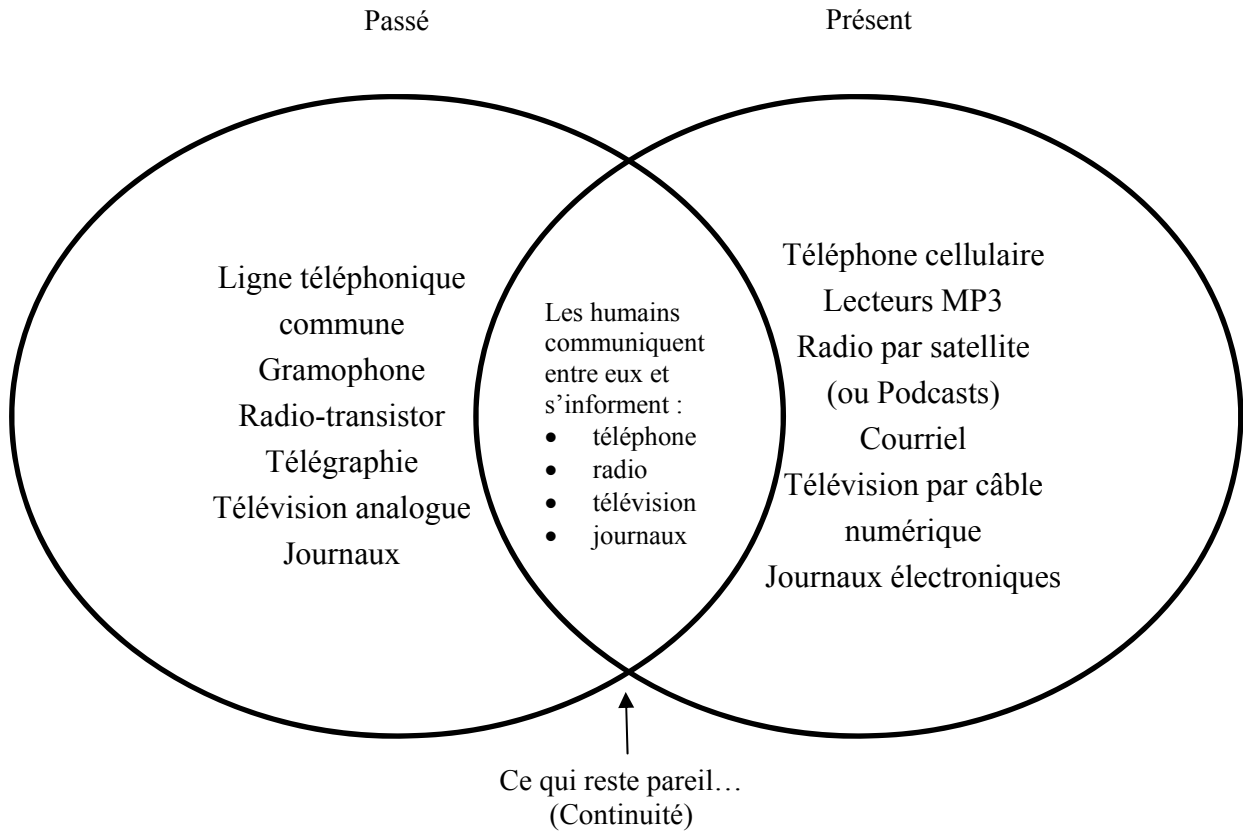 Passé
Présent
Ligne téléphonique
commune
Gramophone
Radio-transistor
Télégraphie
Télévision analogue
Journaux
Les humains
communiquent
entre eux et
s’informent :
• téléphone
• radio
• télévision
• journaux
Téléphone cellulaire
Lecteurs MP3
Radio par satellite
(ou Podcasts)
Courriel
Télévision par câble
numérique
Journaux électroniques
Ce qui reste pareil…
(Continuité)